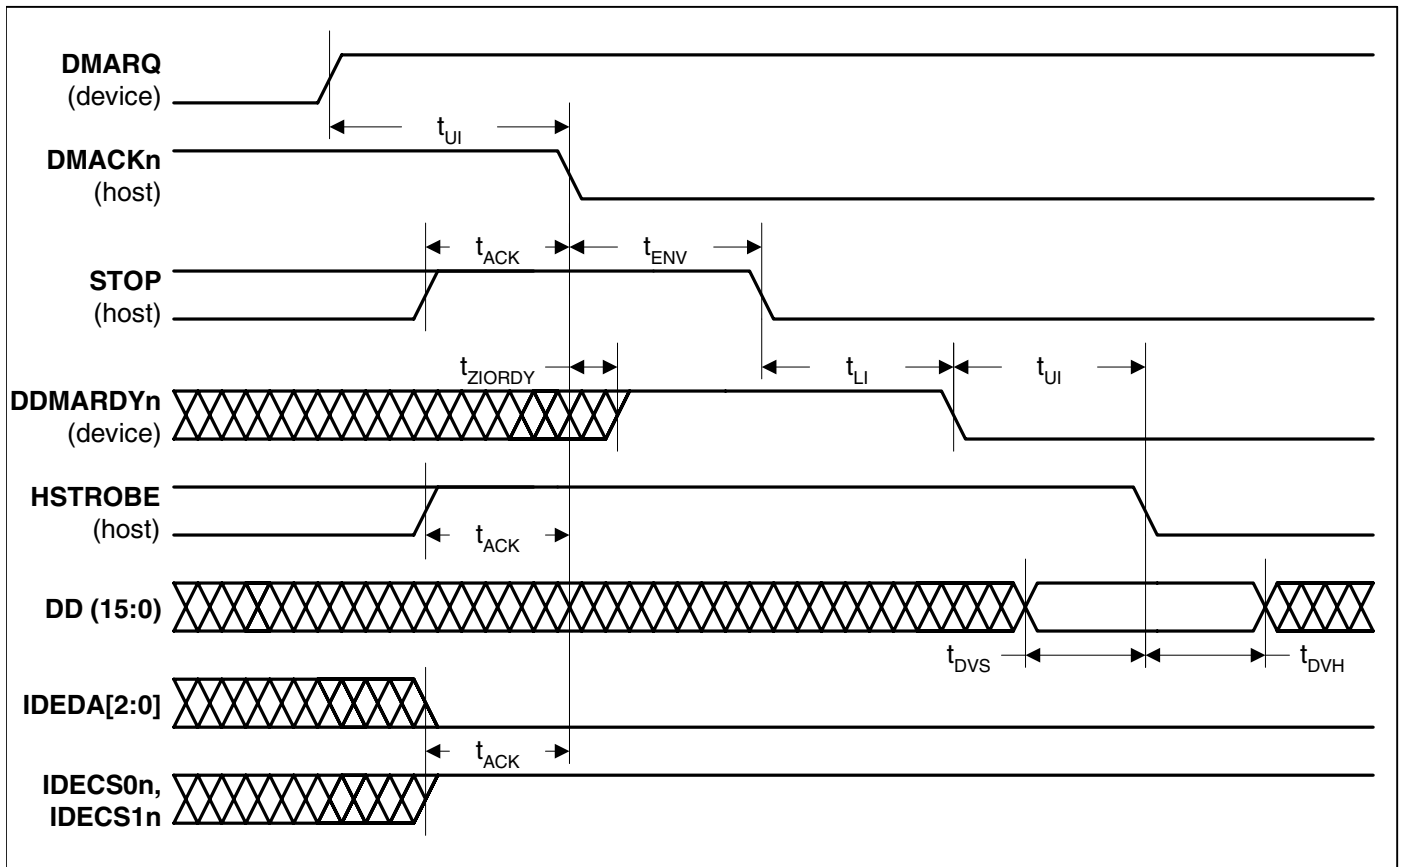 DMARQ
(device)
tUI
DMACKn
(host)
tACK
tENV
STOP
(host)
tZIORDY
tLI
tUI
DDMARDYn
(device)
HSTROBE
(host)
tACK
DD (15:0)
tDVS
tDVH
IDEDA[2:0]
tACK
IDECS0n,
IDECS1n